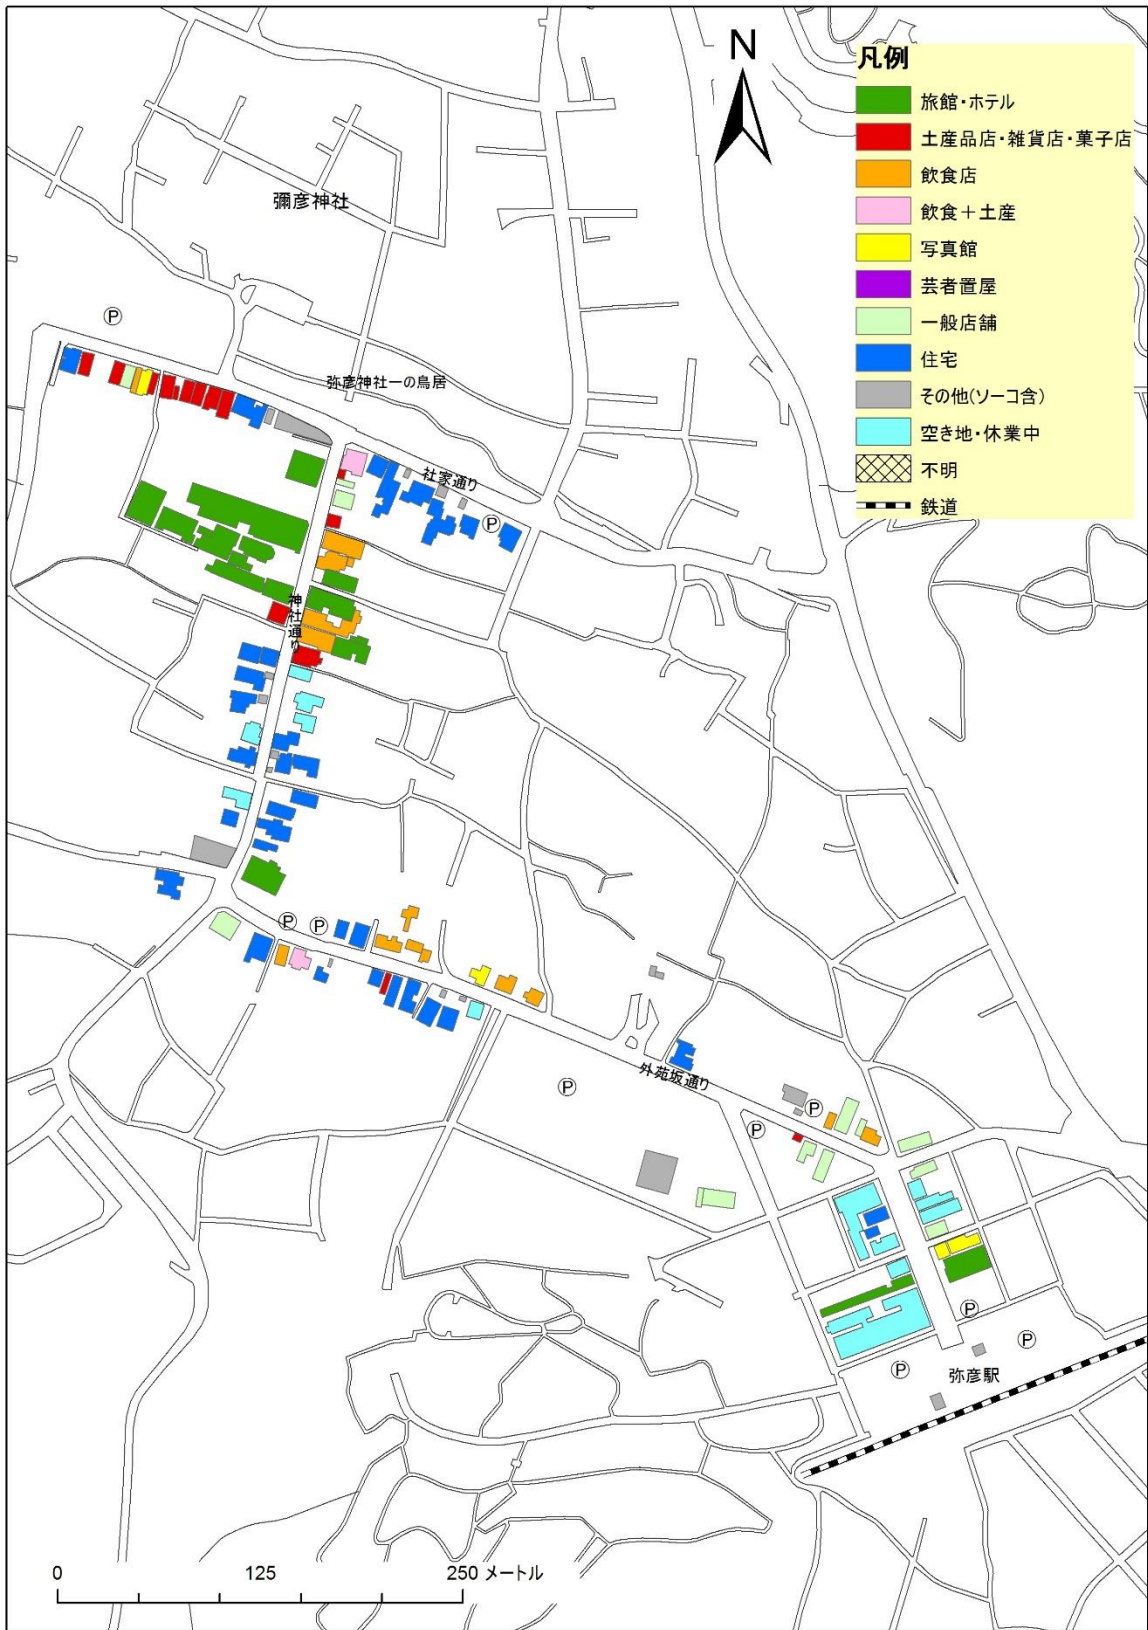 N
凡例
旅館・ホテル
土産品店・雑貨店・菓子店
飲食店
飲食＋土産
写真館
芸者置屋
一般店舗
住宅
その他(ソーコ含)
空き地・休業中
不明
鉄道
彌彦神社
P
弥彦神社一の鳥居
社家通り
P
神社通り
P
P
外苑坂通り
P
P
P
P
P
P
弥彦駅
0 125 250 メートル